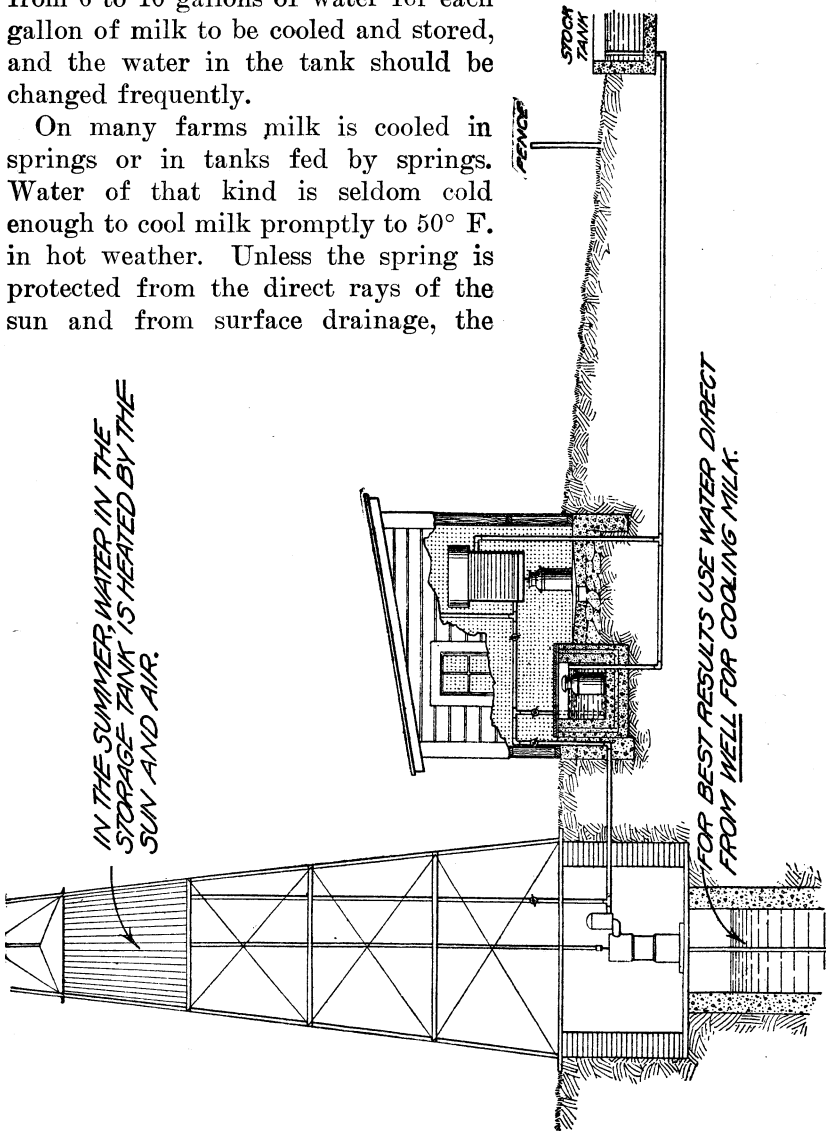 from 6 to 10 gallons of water for each
gallon of milk to be cooled and stored,
and the water in the tank should be
changed frequently.
On many farms milk is cooled in
springs or in tanks fed by springs.
Water of that kind is seldom cold
enough to cool milk promptly to 50° F.
in hot weather. Unless the spring is
protected from the direct rays of the
sun and from surface drainage, the
STOCK
TANK
FENCE
IN THE SUMMER, WATER IN THE
STORAGE TANK IS HEATED BY THE
SUN AND AIR.
FOR BEST RESULTS USE WATER DIRECT
FROM WELL FOR COOLING MILK.